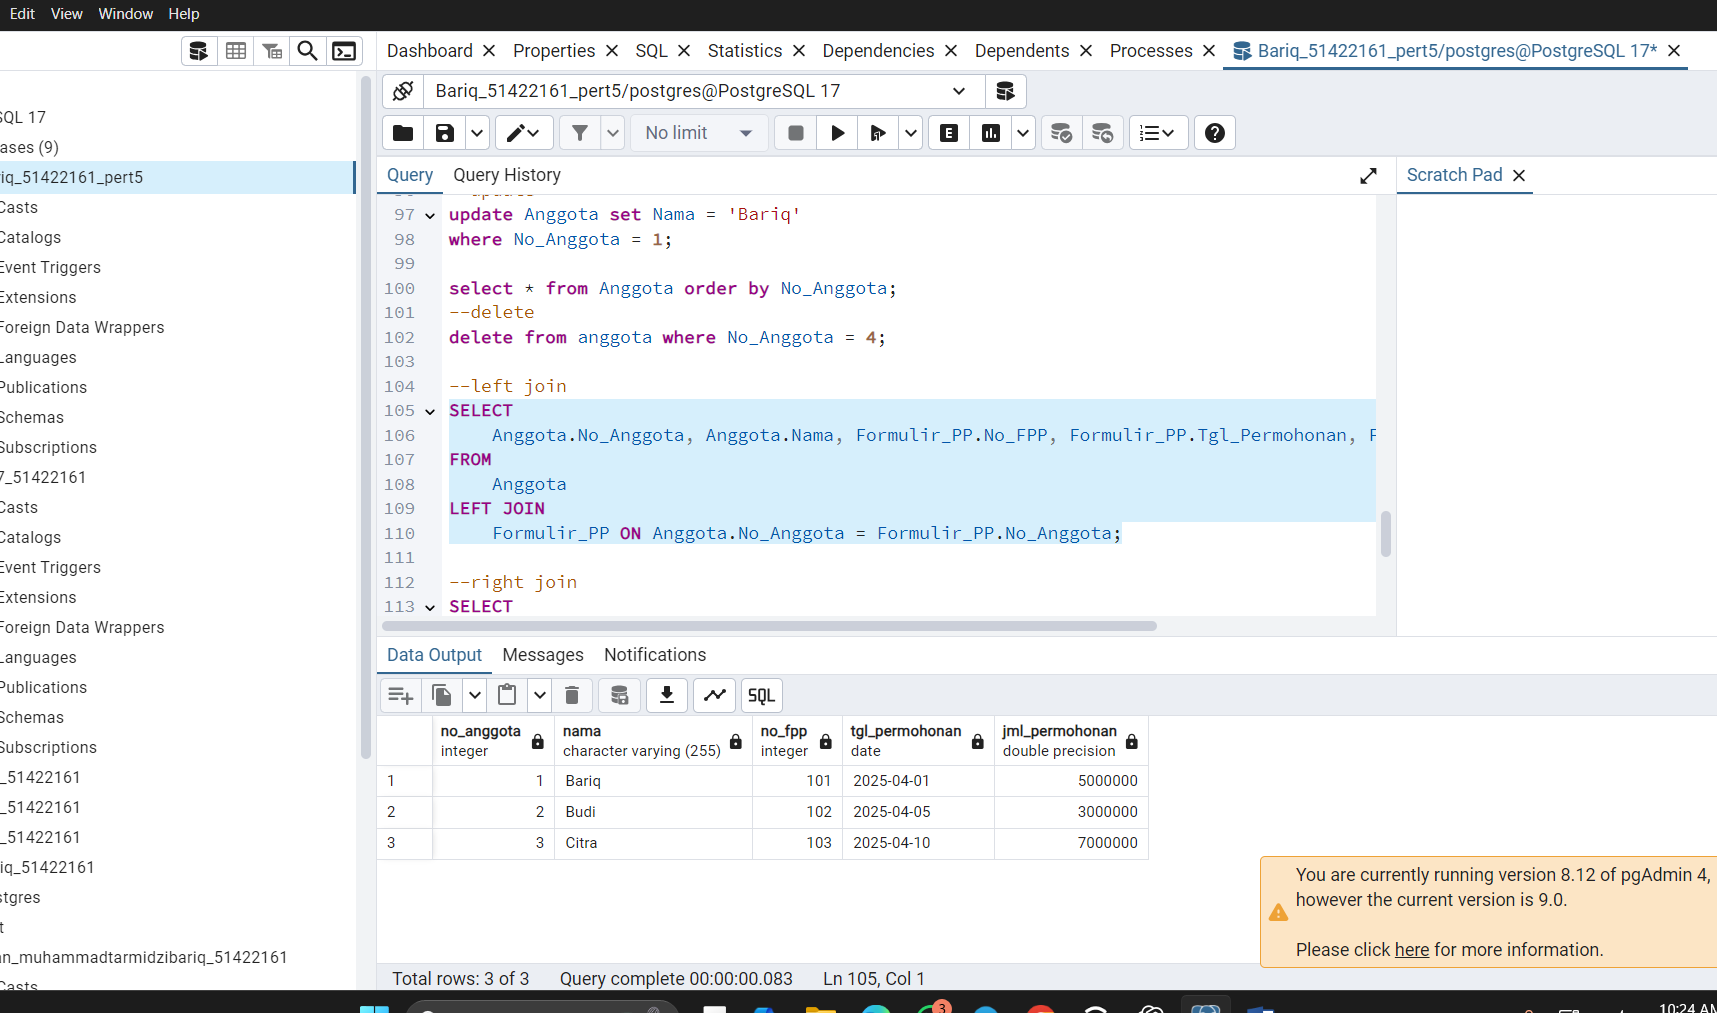 Edit View Window Help
Dashboard Properties SQL Statistics Dependencies Dependents Processes Bariq_51422161_pert5/postgres@PostgreSQL 17*
Bariq_51422161_pert5/postgres@PostgreSQL 17
No limit
SQL 17
ases (9)
iq_51422161_pert5
Casts
Catalogs
Event Triggers
Extensions
Foreign Data Wrappers
Languages
Publications
Schemas
Subscriptions
7_51422161
Casts
Catalogs
Event Triggers
Extensions
Foreign Data Wrappers
Languages
Publications
Schemas
Subscriptions
_51422161
_51422161
_51422161
iq_51422161
stgres
t
an_muhammadtarmidzibariq_51422161
Casts
Query Query History
Scratch Pad
97 update Anggota set Nama = 'Bariq'
98 where No_Anggota = 1;
99
100 select * from Anggota order by No_Anggota;
101 --delete
102 delete from anggota where No_Anggota = 4;
103
104 --left join
105 SELECT
106 Anggota.No_Anggota, Anggota.Nama, Formulir_PP.No_FPP, Formulir_PP.Tgl_Permohonan, F
107 FROM
108 Anggota
109 LEFT JOIN
110 Formulir_PP ON Anggota.No_Anggota = Formulir_PP.No_Anggota;
111
112 --right join
113 SELECT
Data Output Messages Notifications
SQL
no_anggota nama no_fpp tgl_permohonan jml_permohonan
integer character varying (255) integer date double precision
1 1 Bariq 101 2025-04-01 5000000
2 2 Budi 102 2025-04-05 3000000
3 3 Citra 103 2025-04-10 7000000
You are currently running version 8.12 of pgAdmin 4,
however the current version is 9.0.
Please click here for more information.
Total rows: 3 of 3 Query complete 00:00:00.083 Ln 105, Col 1
3
10:24 AM